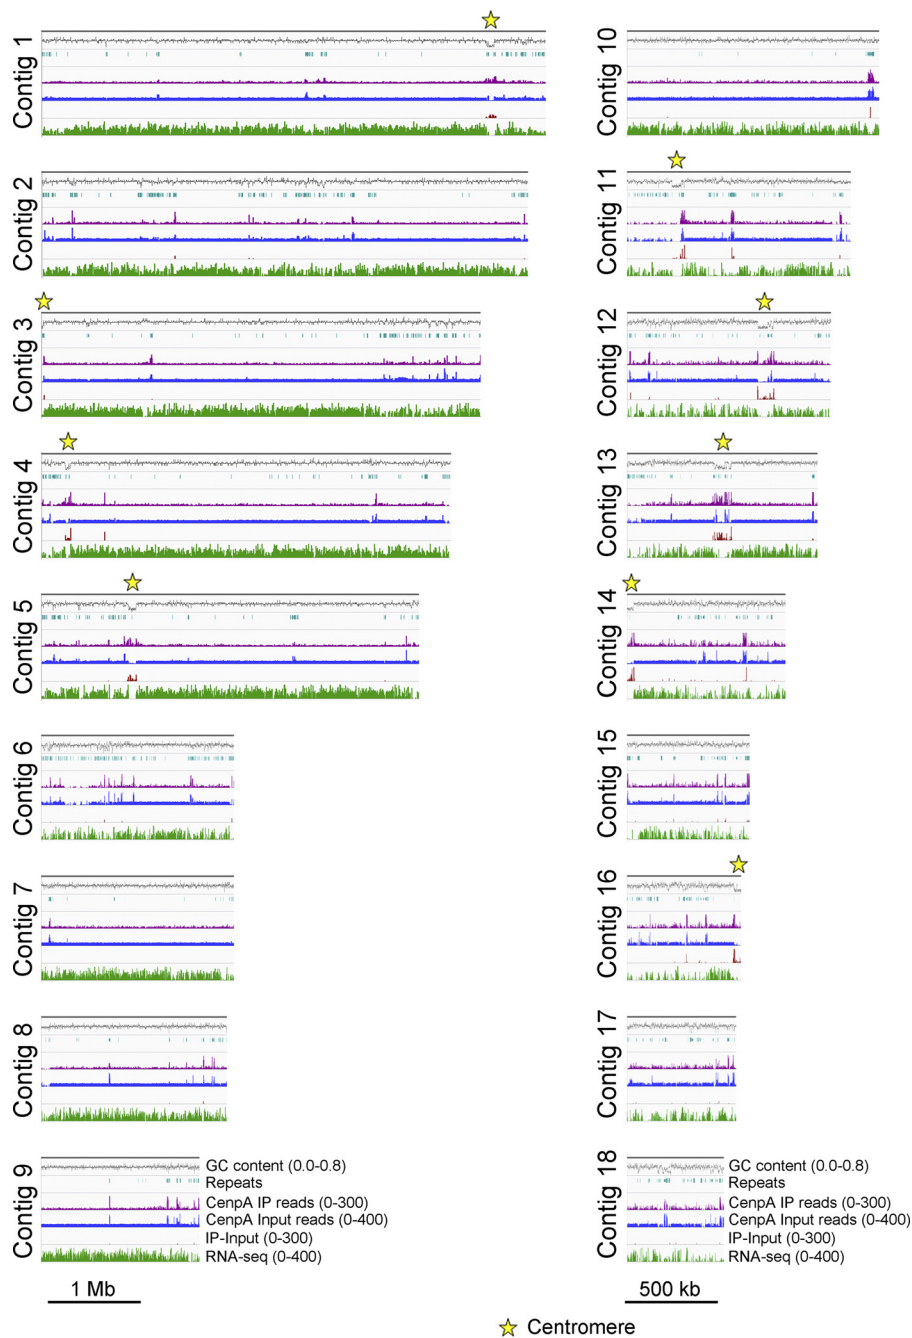 Contig 1
Contig 2
Contig 3
Contig 4
Contig 5
Contig 6
Contig 7
Contig 8
Contig 9
GC content (0.0-0.8)
Repeats
CenpA IP reads (0-300)
CenpA Input reads (0-400)
IP-Input (0-300)
RNA-seq (0-400)
1 Mb
Contig 10
Contig 11
Contig 12
Contig 13
Contig 14
Contig 15
Contig 16
Contig 17
Contig 18
GC content (0.0-0.8)
Repeats
CenpA IP reads (0-300)
CenpA Input reads (0-400)
IP-Input (0-300)
RNA-seq (0-400)
500 kb
Centromere